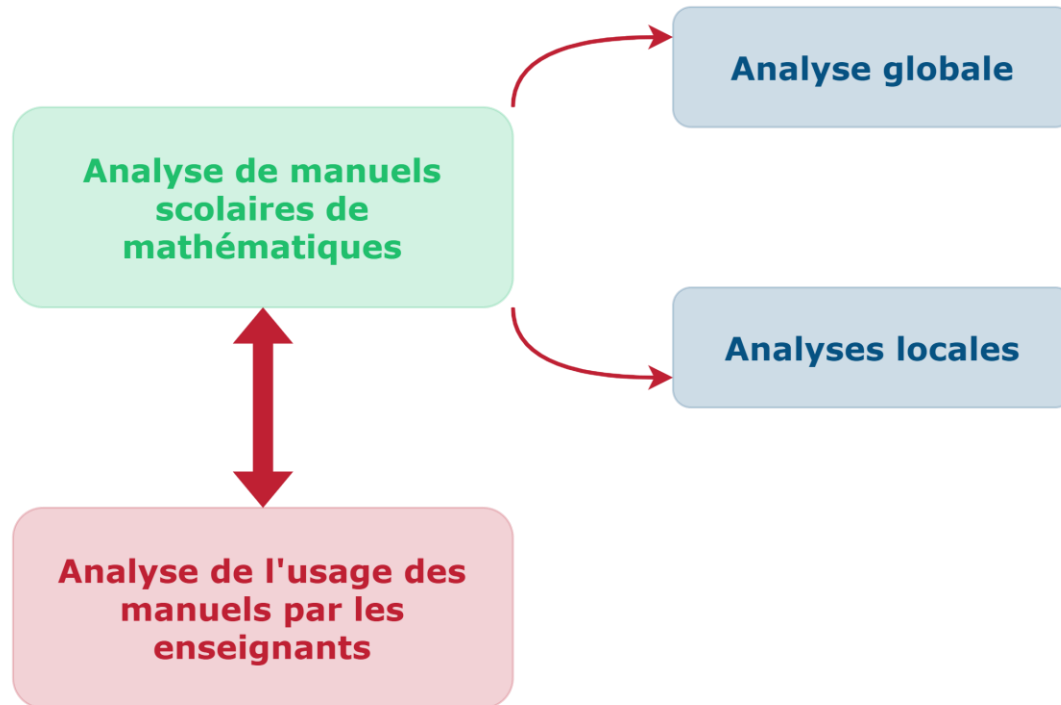 Analyse globale
Analyse de manuels
scolaires de
mathématiques
Analyses locales
Analyse de l'usage des
manuels par les
enseignants